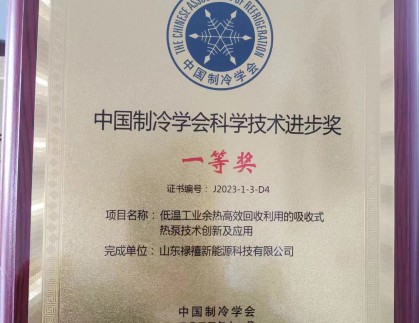 THE CHINESE ASSOCIATION OF REFRIGERATION
中国制冷学会
中国制冷学会科学技术进步奖
一等奖
证书编号: J2023-1-3-D4
项目名称: 低温工业余热高效回收利用的吸收式
热泵技术创新及应用
完成单位: 山东禄禧新能源科技有限公司
中国制冷学会